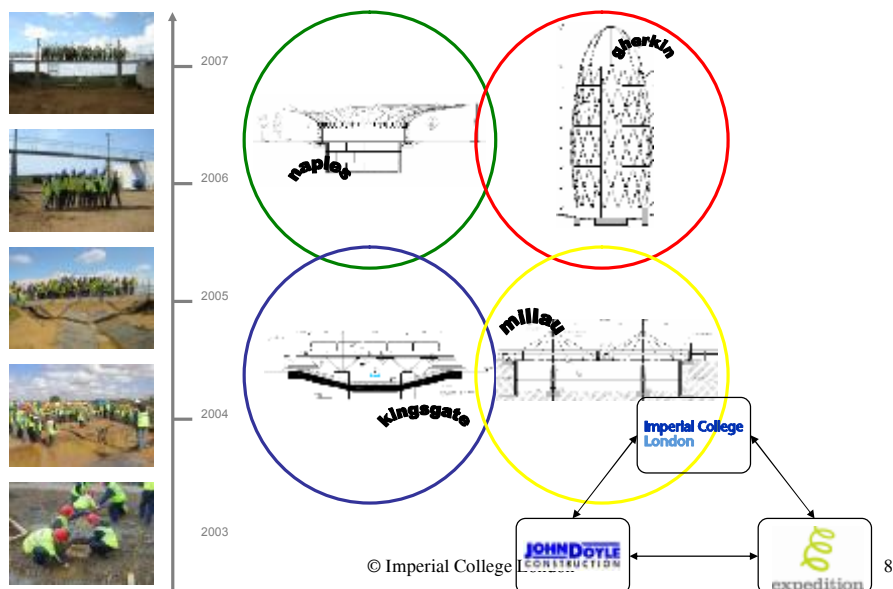 2007
2006
2005
2004
2003
naples
gherkin
kingsgate
millau
Imperial College
London
JOHN DOYLE
CONSTRUCTION
expedition
© Imperial College London
8